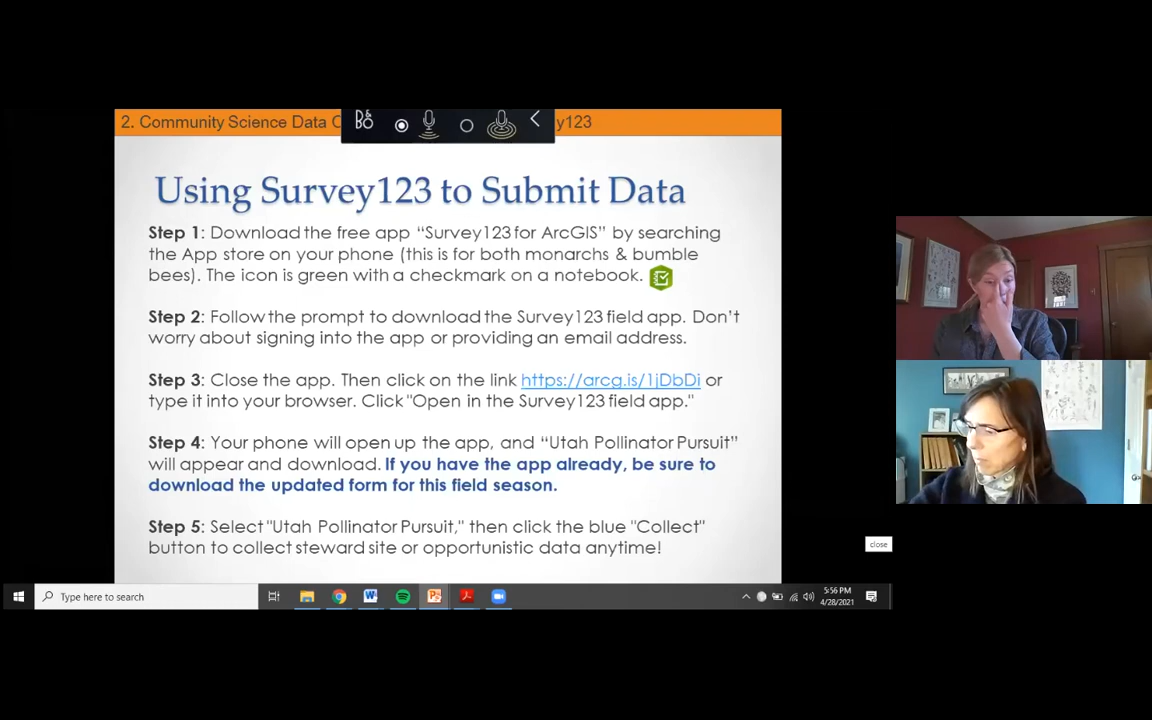 2. Community Science Data C
y123
Using Survey123 to Submit Data
Step 1: Download the free app “Survey123 for ArcGIS” by searching
the App store on your phone (this is for both monarchs & bumble
bees). The icon is green with a checkmark on a notebook.
Step 2: Follow the prompt to download the Survey123 field app. Don’t
worry about signing into the app or providing an email address.
Step 3: Close the app. Then click on the link https://arcg.is/1jDbDi or
type it into your browser. Click "Open in the Survey123 field app."
Step 4: Your phone will open up the app, and “Utah Pollinator Pursuit”
will appear and download. If you have the app already, be sure to
download the updated form for this field season.
Step 5: Select "Utah Pollinator Pursuit," then click the blue "Collect"
button to collect steward site or opportunistic data anytime!
close
Type here to search
5:56 PM
4/28/2021